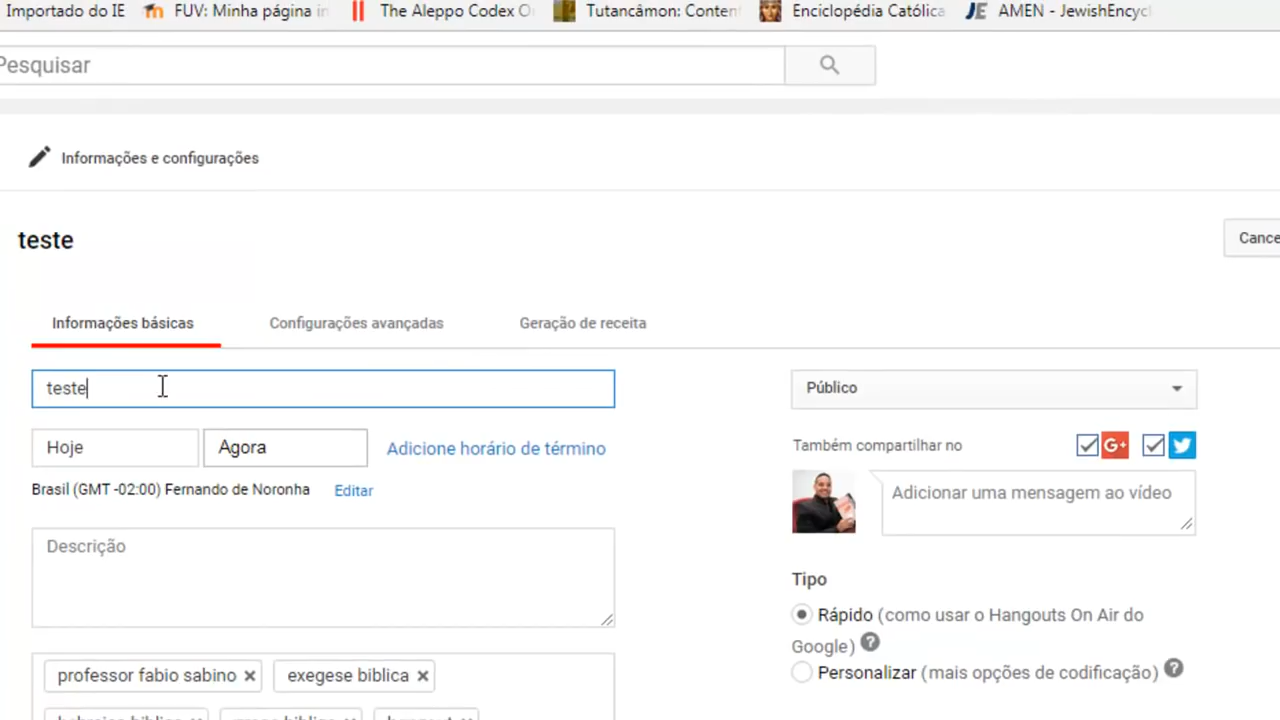 Importado do IE FUV: Minha página in The Aleppo Codex O Tutancâmon: Content Enciclopédia Católica JE AMEN - JewishEncycl
Pesquisar
Informações e configurações
teste
Cance
Informações básicas Configurações avançadas Geração de receita
teste
Público
Hoje Agora Adicione horário de término
Também compartilhar no G+
Brasil (GMT -02:00) Fernando de Noronha Editar
Adicionar uma mensagem ao vídeo
Descrição
Tipo
Rápido (como usar o Hangouts On Air do
Google) ?
Personalizar (mais opções de codificação) ?
professor fabio sabino × exegese biblica ×